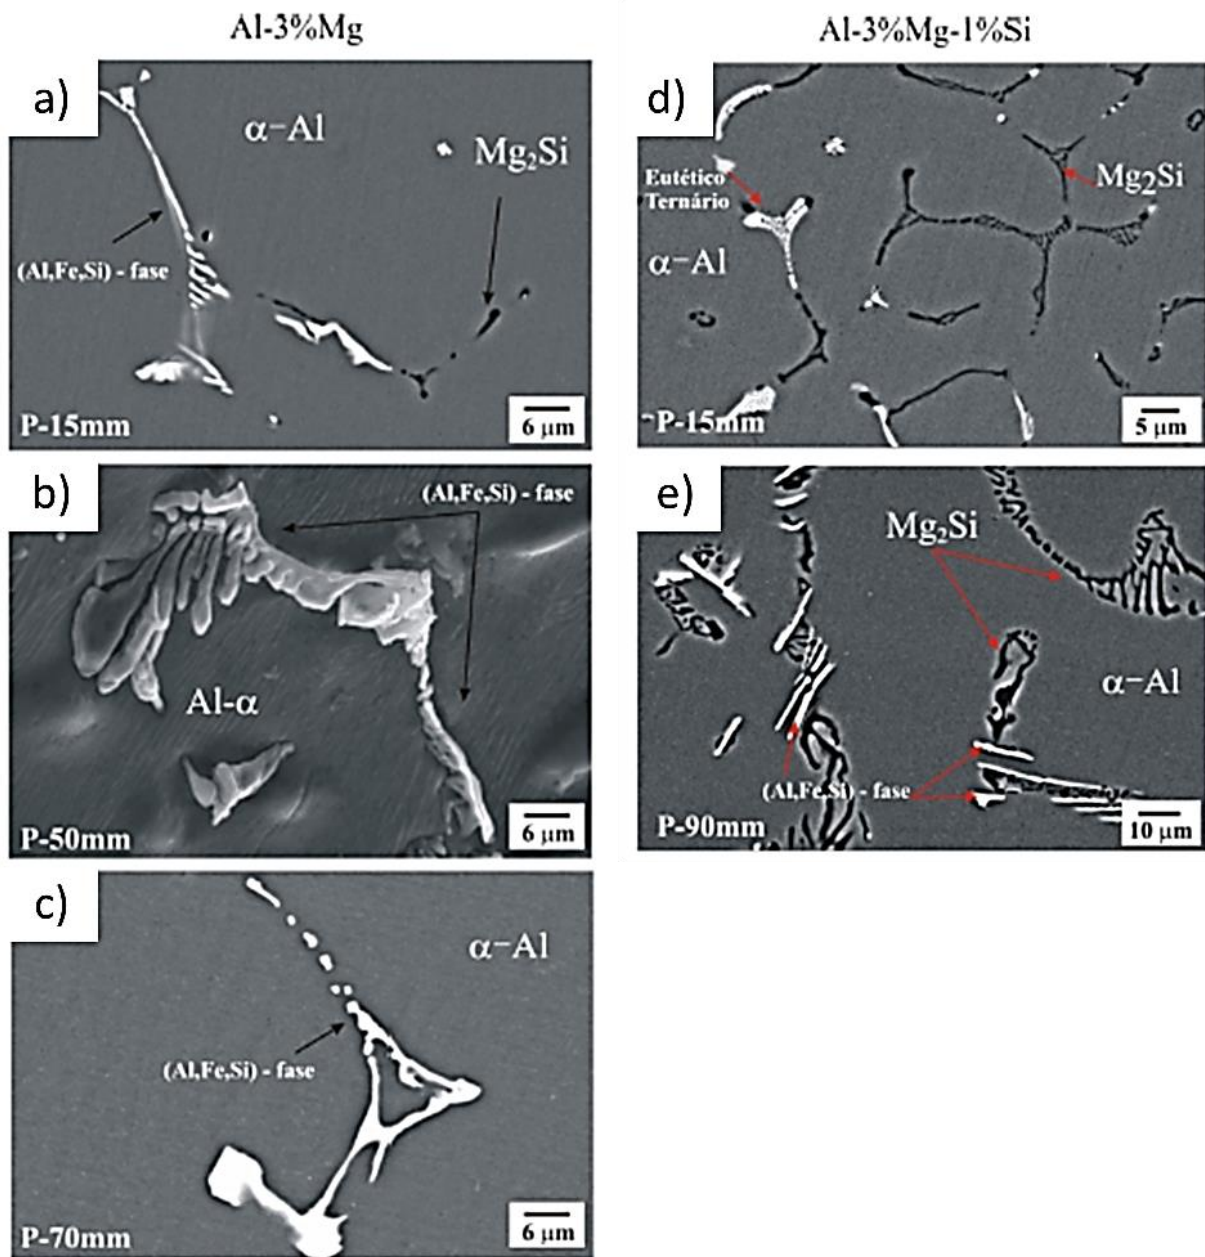 Al-3%Mg
Al-3%Mg-1%Si
a)
α-Al
Mg₂Si
(Al,Fe,Si) - fase
P-15mm
6 μm
b)
(Al,Fe,Si) - fase
Al-α
P-50mm
6 μm
c)
α-Al
(Al,Fe,Si) - fase
P-70mm
6 μm
d)
Eutético
Ternário
Mg₂Si
α-Al
P-15mm
5 μm
e)
Mg₂Si
α-Al
(Al,Fe,Si) - fase
P-90mm
10 μm